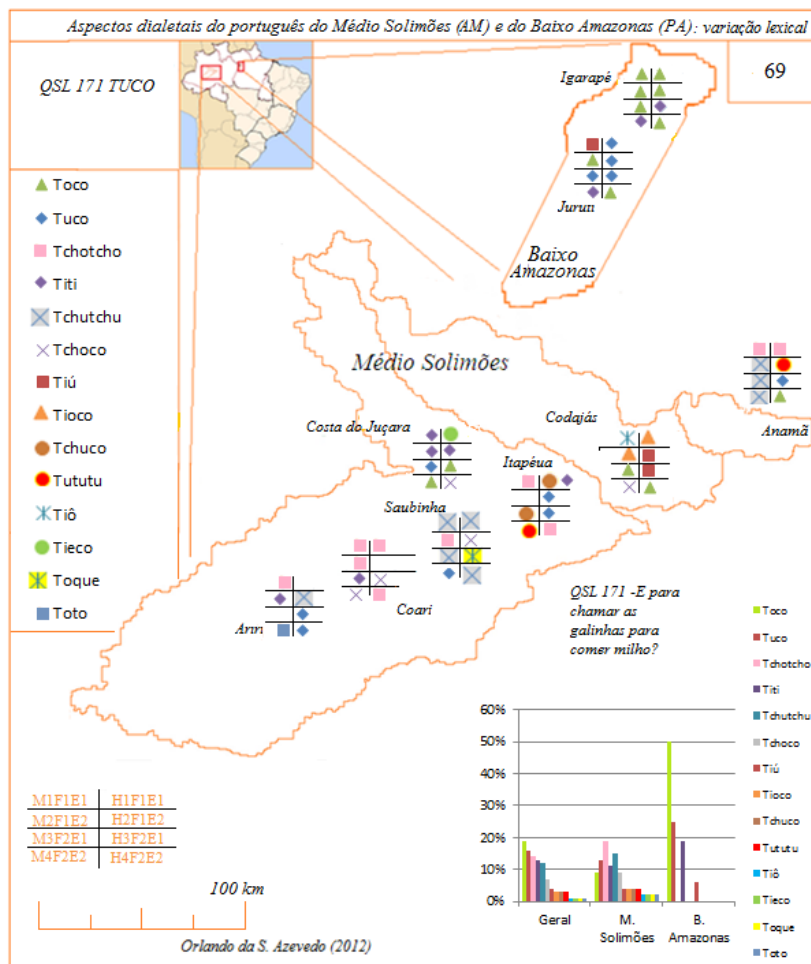 Aspectos dialetais do português do Médio Solimões (AM) e do Baixo Amazonas (PA): variação lexical
QSL 171 TUCO
69
Igarapé
Juruti
Baixo
Amazonas
Toco
Tuco
Tchotcho
Titi
Tchutchu
Tchoco
Tiú
Tioco
Tchuco
Tututu
Tiô
Tieco
Toque
Toto
Médio Solimões
Costa do Juçara
Codajás
Anamã
Itapéua
Saubinha
Coari
Ariri
QSL 171 -E para
chamar as
galinhas para
comer milho?
60%
50%
40%
30%
20%
10%
0%
Geral
M.
Solimões
B.
Amazonas
Toco
Tuco
Tchotcho
Titi
Tchutchu
Tchoco
Tiú
Tioco
Tchuco
Tututu
Tiô
Tieco
Toque
Toto
M1F1E1 H1F1E1
M2F1E2 H2F1E2
M3F2E1 H3F2E1
M4F2E2 H4F2E2
100 km
Orlando da S. Azevedo (2012)